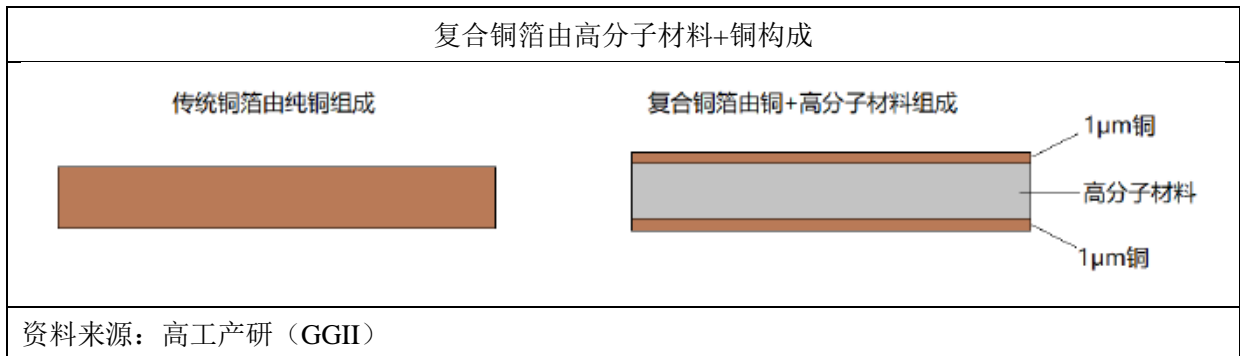 复合铜箔由高分子材料+铜构成
传统铜箔由纯铜组成
复合铜箔由铜+高分子材料组成
1μm铜
高分子材料
1μm铜
资料来源：高工产研（GGII）